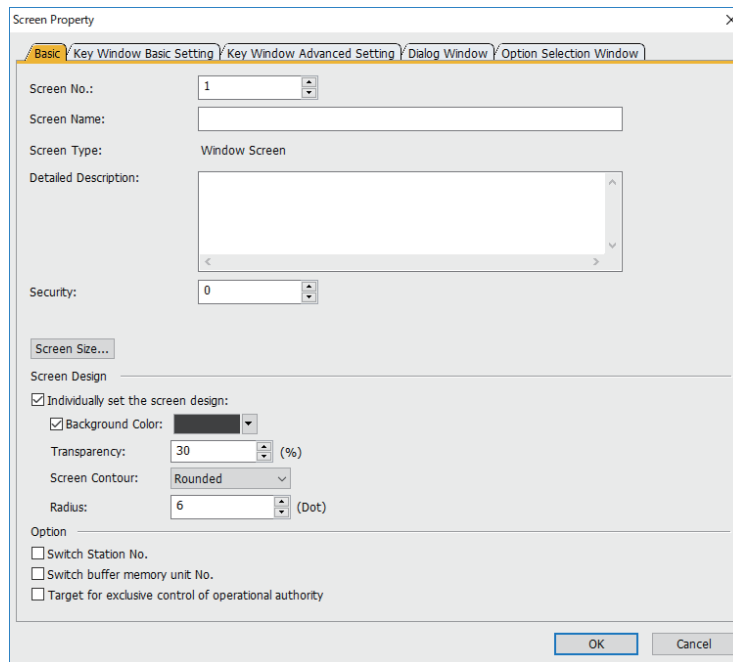 Screen Property
Basic Key Window Basic Setting Key Window Advanced Setting Dialog Window Option Selection Window
Screen No.: 1
Screen Name:
Screen Type: Window Screen
Detailed Description:
Security: 0
Screen Size...
Screen Design
Individually set the screen design:
Background Color:
Transparency: 30 (%)
Screen Contour: Rounded
Radius: 6 (Dot)
Option
Switch Station No.
Switch buffer memory unit No.
Target for exclusive control of operational authority
OK Cancel